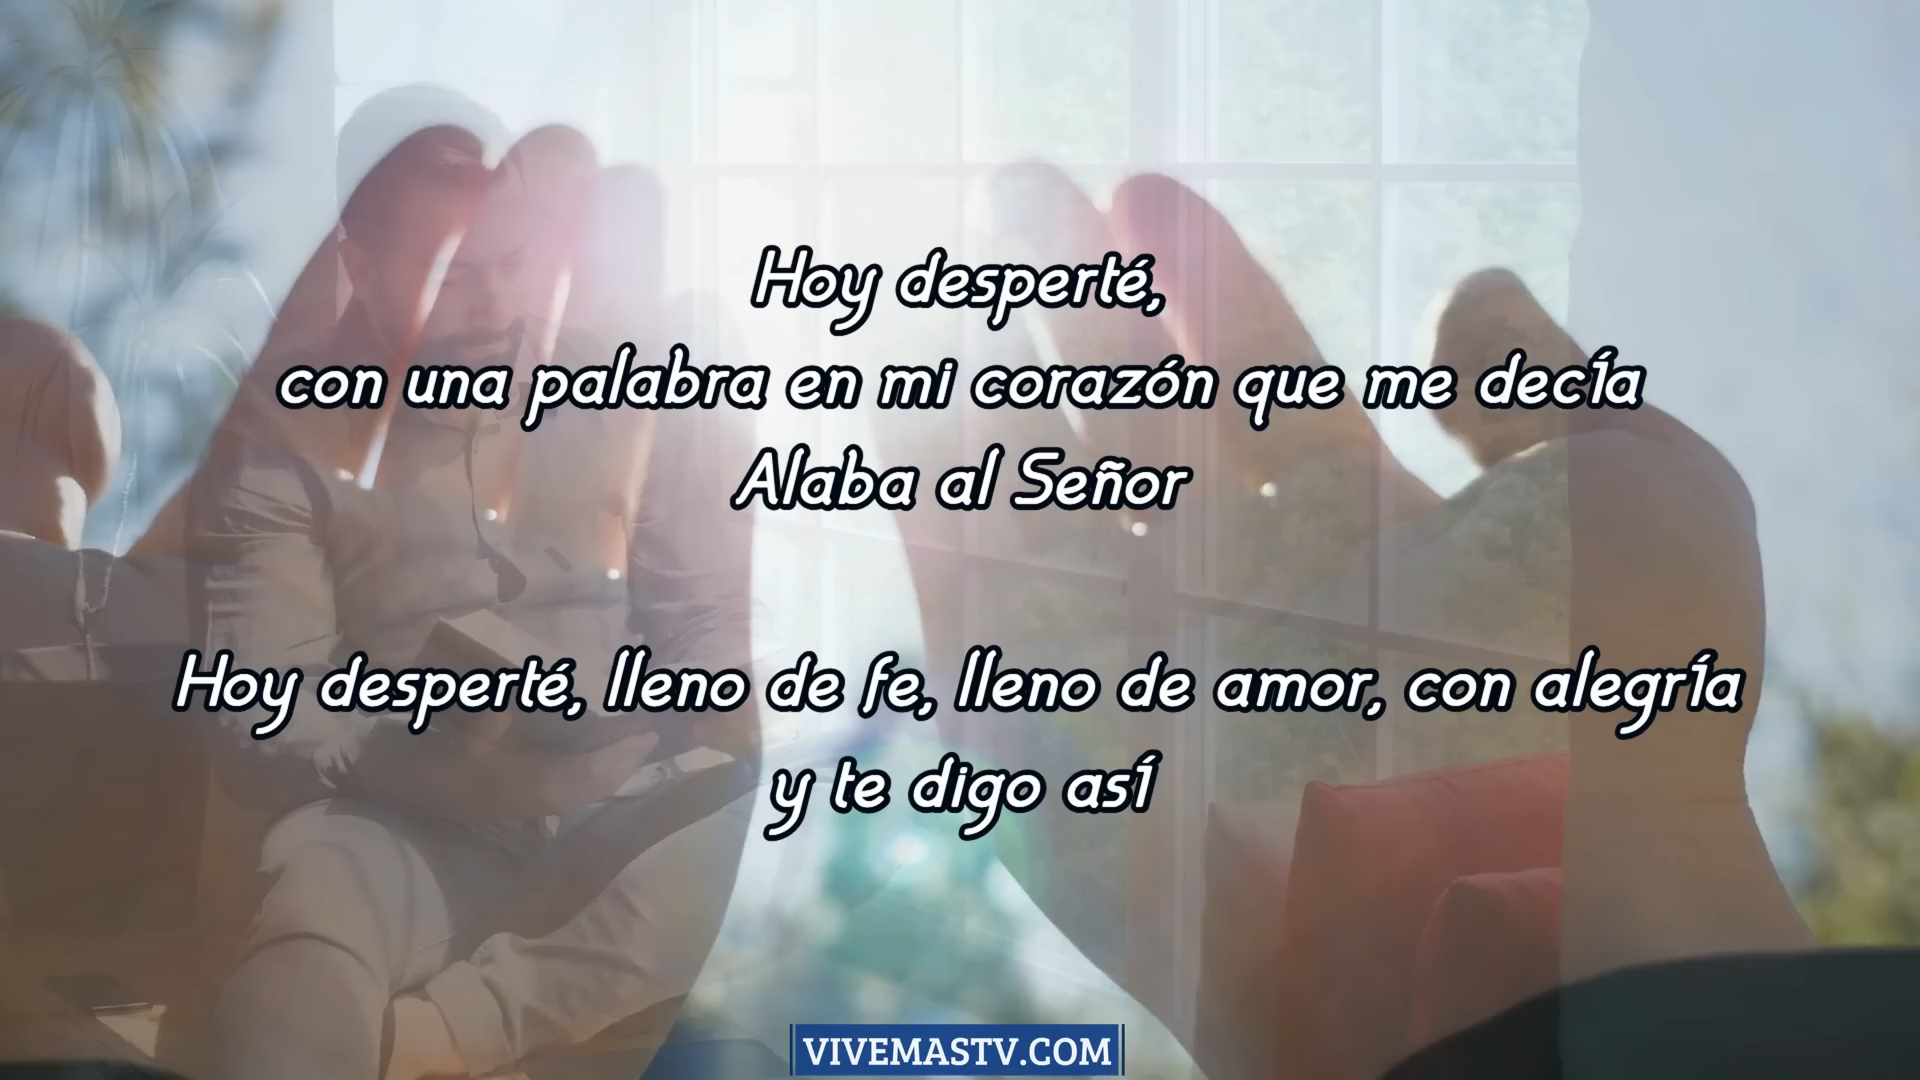 Hoy desperté,
con una palabra en mi corazón que me decía
Alaba al Señor
Hoy desperté, lleno de fe, lleno de amor, con alegría
y te digo así
VIVEMASTV.COM